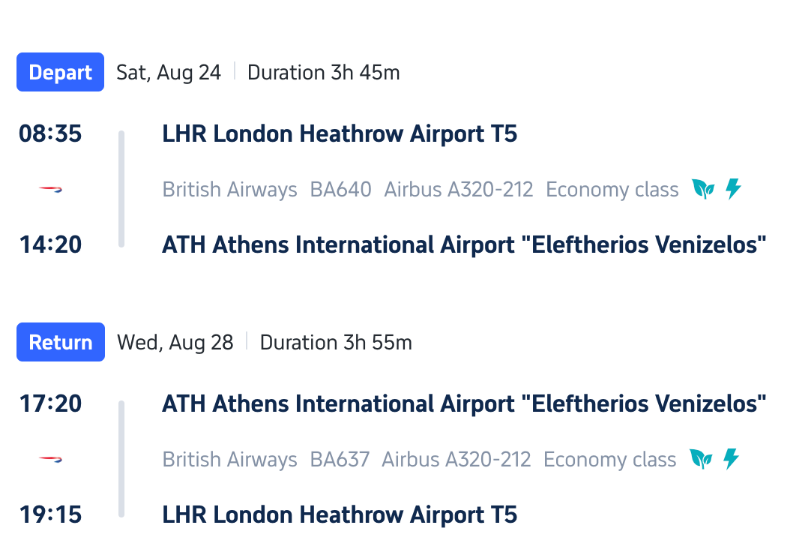 Depart Sat, Aug 24 Duration 3h 45m
08:35 LHR London Heathrow Airport T5
British Airways BA640 Airbus A320-212 Economy class
14:20 ATH Athens International Airport "Eleftherios Venizelos"
Return Wed, Aug 28 Duration 3h 55m
17:20 ATH Athens International Airport "Eleftherios Venizelos"
British Airways BA637 Airbus A320-212 Economy class
19:15 LHR London Heathrow Airport T5